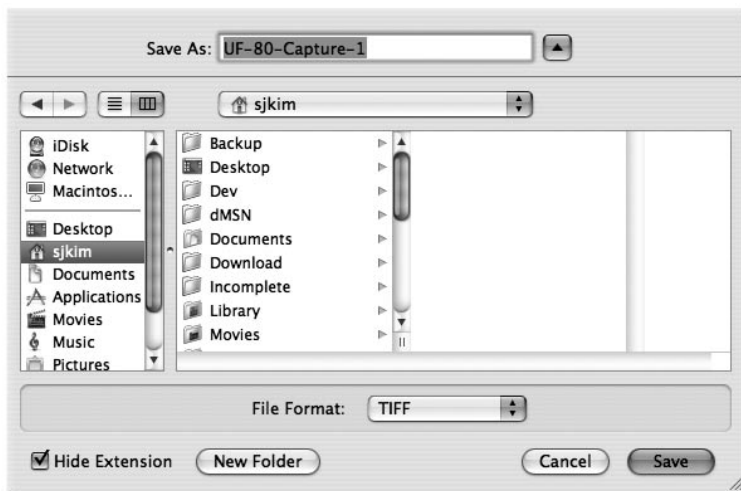 Save As: UF-80-Capture-1
sjkim
iDisk
Network
Macintos...
Desktop
sjkim
Documents
Applications
Movies
Music
Pictures
Backup
Desktop
Dev
dMSN
Documents
Download
Incomplete
Library
Movies
File Format: TIFF
Hide Extension
New Folder
Cancel
Save